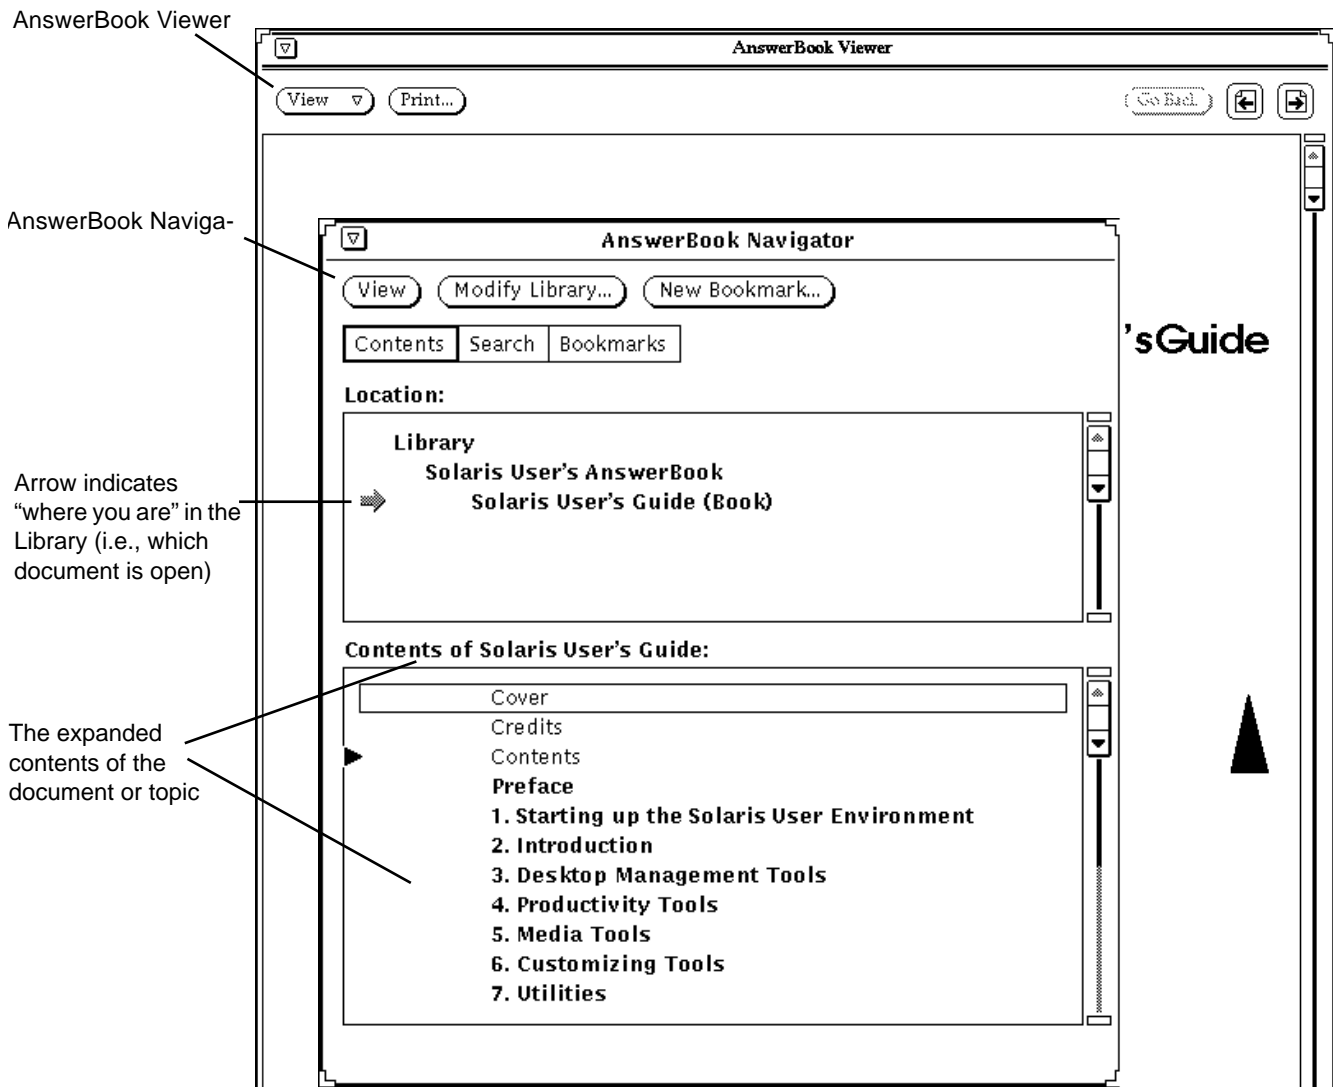 AnswerBook Viewer
AnswerBook Viewer
View
Print...
Go Back
AnswerBook Naviga-
AnswerBook Navigator
View
Modify Library...
New Bookmark...
Contents
Search
Bookmarks
'sGuide
Location:
Library
Solaris User's AnswerBook
Solaris User's Guide (Book)
Arrow indicates
“where you are” in the
Library (i.e., which
document is open)
Contents of Solaris User's Guide:
Cover
Credits
Contents
Preface
1. Starting up the Solaris User Environment
2. Introduction
3. Desktop Management Tools
4. Productivity Tools
5. Media Tools
6. Customizing Tools
7. Utilities
The expanded
contents of the
document or topic